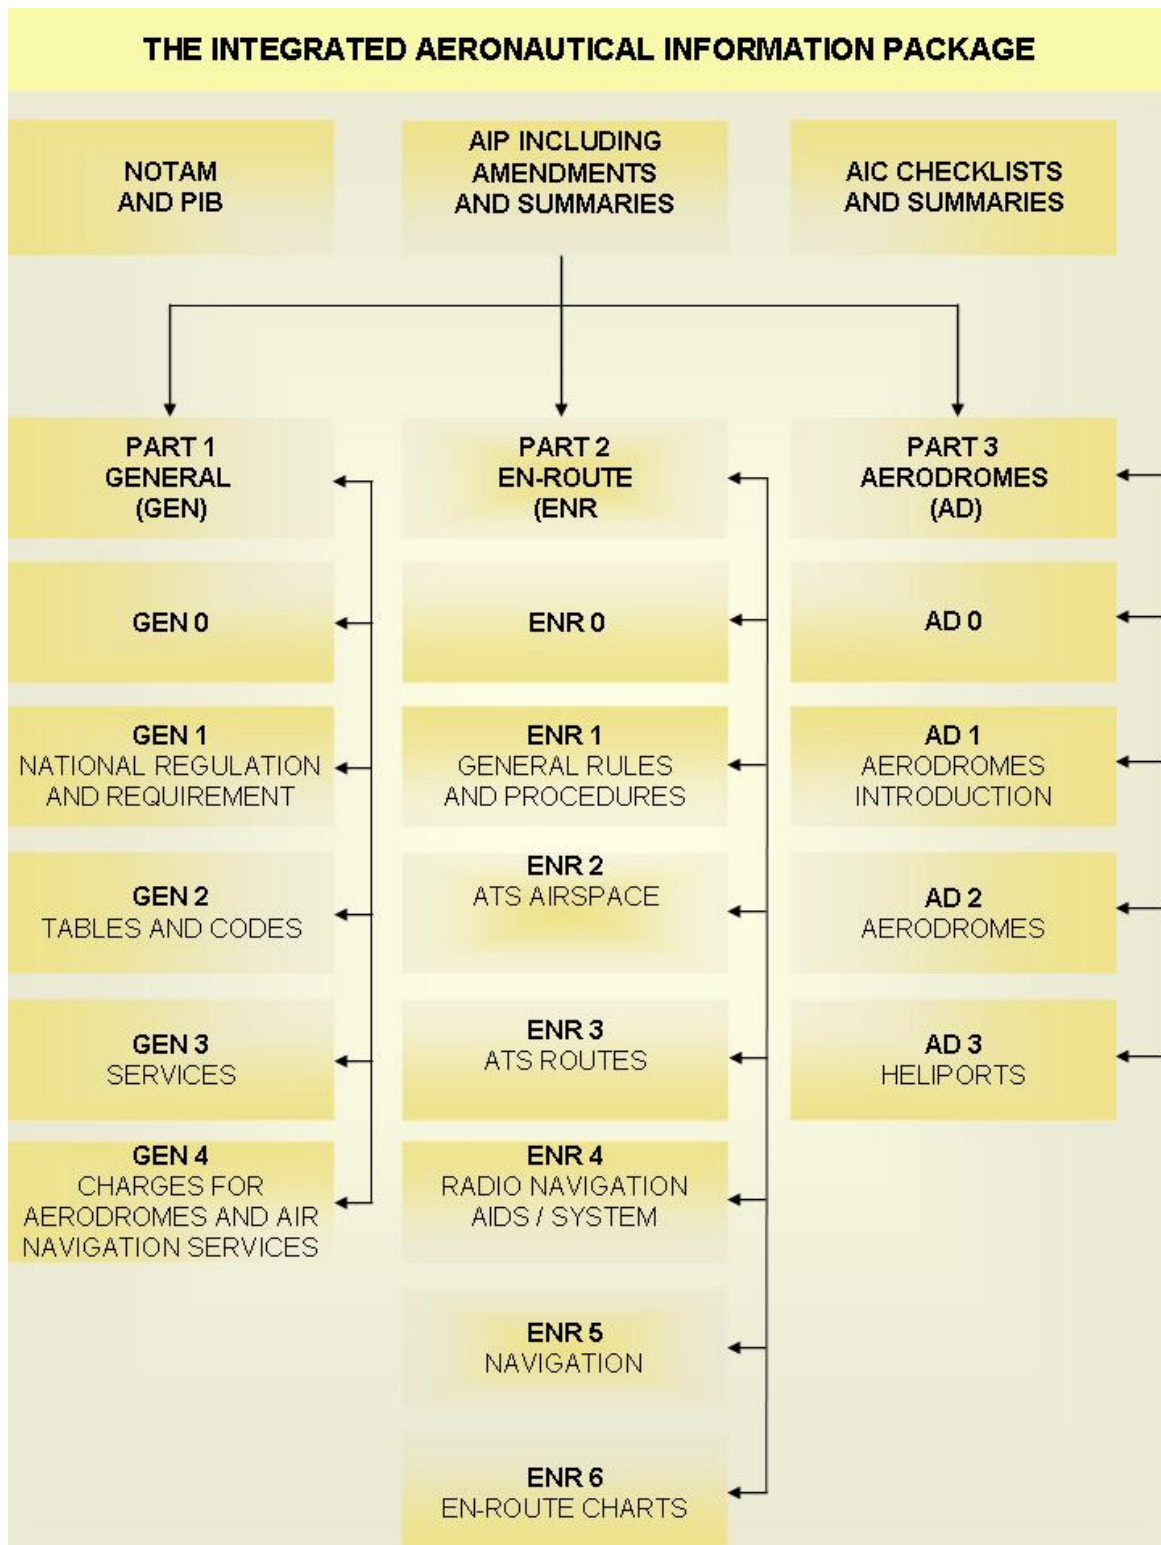 THE INTEGRATED AERONAUTICAL INFORMATION PACKAGE
NOTAM
AND PIB
AIP INCLUDING
AMENDMENTS
AND SUMMARIES
AIC CHECKLISTS
AND SUMMARIES
PART 1
GENERAL
(GEN)
PART 2
EN-ROUTE
(ENR
PART 3
AERODROMES
(AD)
GEN 0
ENR 0
AD 0
GEN 1
NATIONAL REGULATION
AND REQUIREMENT
ENR 1
GENERAL RULES
AND PROCEDURES
AD 1
AERODROMES
INTRODUCTION
GEN 2
TABLES AND CODES
ENR 2
ATS AIRSPACE
AD 2
AERODROMES
GEN 3
SERVICES
ENR 3
ATS ROUTES
AD 3
HELIPORTS
GEN 4
CHARGES FOR
AERODROMES AND AIR
NAVIGATION SERVICES
ENR 4
RADIO NAVIGATION
AIDS / SYSTEM
ENR 5
NAVIGATION
ENR 6
EN-ROUTE CHARTS